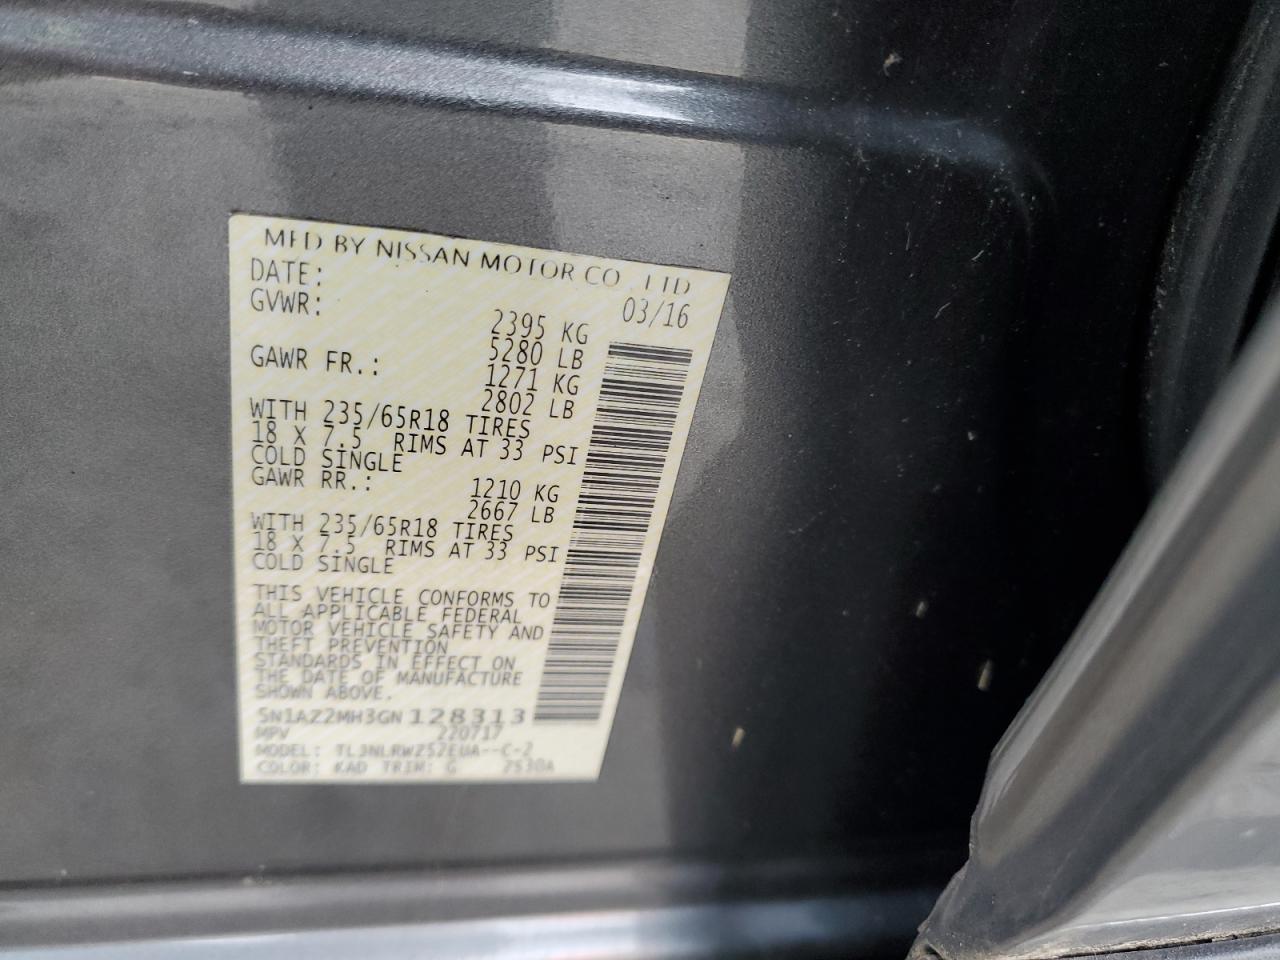 MFD BY NISSAN MOTOR CO., LTD
DATE: 03/16
GVWR: 2395 KG
5280 LB
GAWR FR.: 1271 KG
2802 LB
WITH 235/65R18 TIRES
18 X 7.5 RIMS AT 33 PSI
COLD SINGLE
GAWR RR.: 1210 KG
2667 LB
WITH 235/65R18 TIRES
18 X 7.5 RIMS AT 33 PSI
COLD SINGLE
THIS VEHICLE CONFORMS TO
ALL APPLICABLE FEDERAL
MOTOR VEHICLE SAFETY AND
THEFT PREVENTION
STANDARDS IN EFFECT ON
THE DATE OF MANUFACTURE
SHOWN ABOVE.
5N1AZ2MH3GN128313
MPV 220717
MODEL: TLJNLRWZ52EUA--C-2
COLOR: KAD TRIM: G